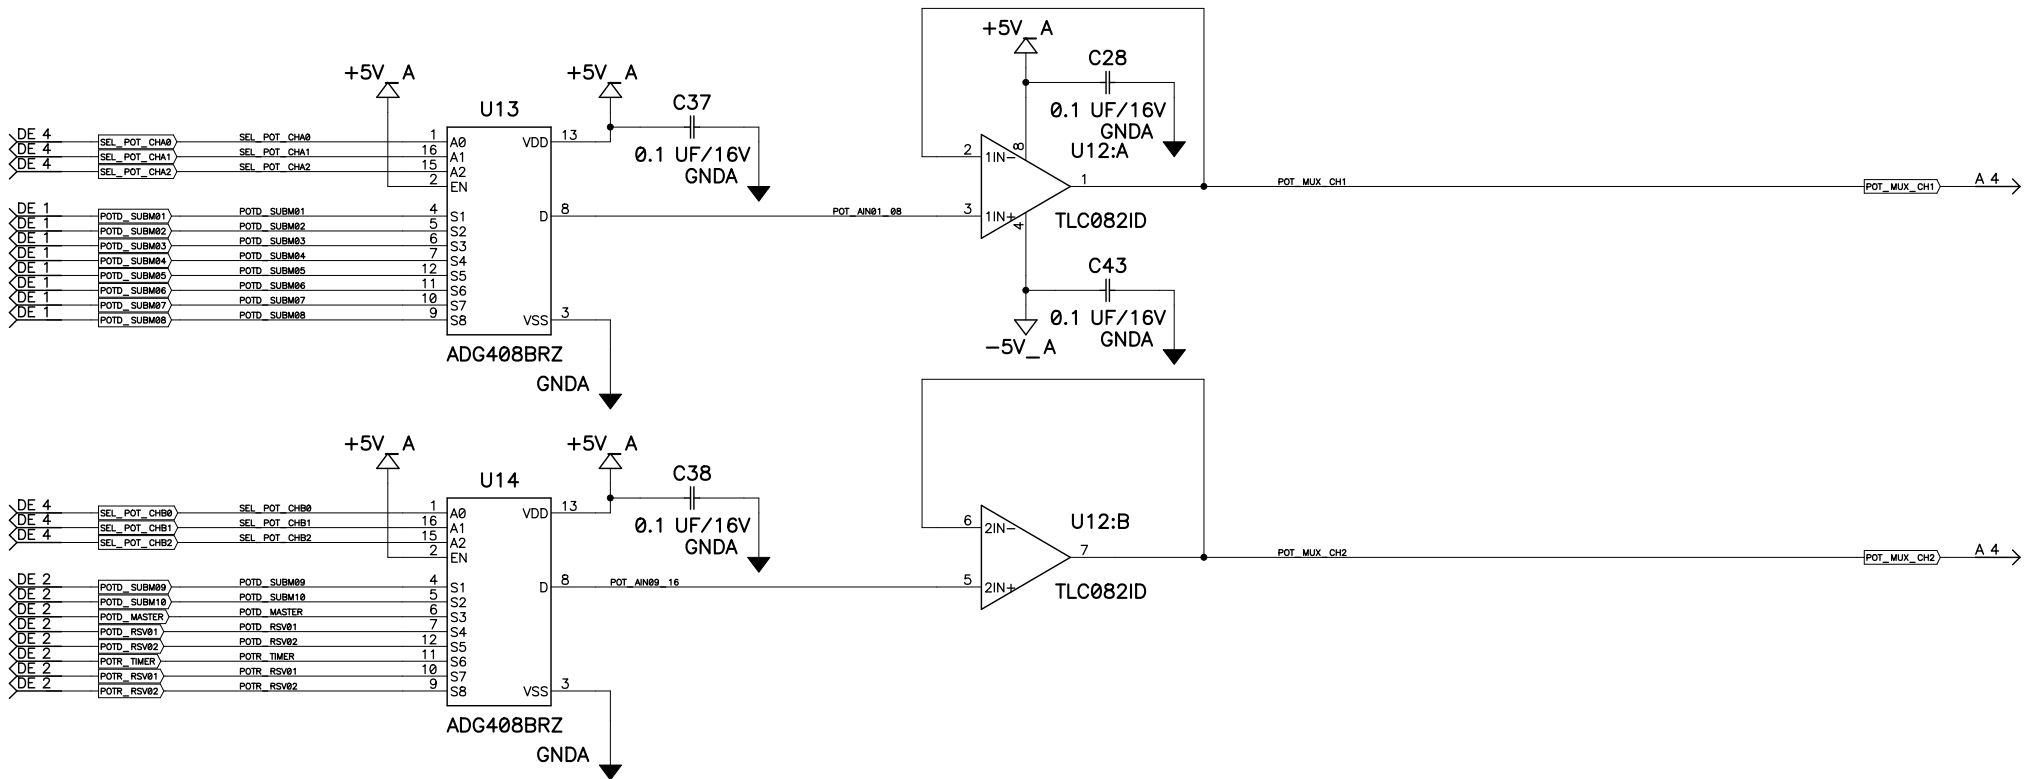 +5V_A
C28
0.1 UF/16V
GNDA
+5V_A
+5V_A
U13
C37
0.1 UF/16V
GNDA
DE 4 SEL_POT_CHA0 SEL_POT_CHA0 1 A0 VDD 13
DE 4 SEL_POT_CHA1 SEL_POT_CHA1 16 A1
DE 4 SEL_POT_CHA2 SEL_POT_CHA2 15 A2
2 EN
DE 1 POTD_SUBM01 POTD_SUBM01 4 S1 D 8 POT_AIN01_08
DE 1 POTD_SUBM02 POTD_SUBM02 5 S2
DE 1 POTD_SUBM03 POTD_SUBM03 6 S3
DE 1 POTD_SUBM04 POTD_SUBM04 7 S4
DE 1 POTD_SUBM05 POTD_SUBM05 12 S5
DE 1 POTD_SUBM06 POTD_SUBM06 11 S6
DE 1 POTD_SUBM07 POTD_SUBM07 10 S7
DE 1 POTD_SUBM08 POTD_SUBM08 9 S8 VSS 3
ADG408BRZ
GNDA
8 U12:A
2 1IN-
1 POT_MUX_CH1 POT_MUX_CH1 A 4
3 1IN+
4
TLC082ID
C43
0.1 UF/16V
GNDA
-5V_A
+5V_A
+5V_A
U14
C38
0.1 UF/16V
GNDA
DE 4 SEL_POT_CHB0 SEL_POT_CHB0 1 A0 VDD 13
DE 4 SEL_POT_CHB1 SEL_POT_CHB1 16 A1
DE 4 SEL_POT_CHB2 SEL_POT_CHB2 15 A2
2 EN
DE 2 POTD_SUBM09 POTD_SUBM09 4 S1 D 8 POT_AIN09_16
DE 2 POTD_SUBM10 POTD_SUBM10 5 S2
DE 2 POTD_MASTER POTD_MASTER 6 S3
DE 2 POTD_RSV01 POTD_RSV01 7 S4
DE 2 POTD_RSV02 POTD_RSV02 12 S5
DE 2 POTR_TIMER POTR_TIMER 11 S6
DE 2 POTR_RSV01 POTR_RSV01 10 S7
DE 2 POTR_RSV02 POTR_RSV02 9 S8 VSS 3
ADG408BRZ
GNDA
U12:B
6 2IN-
7 POT_MUX_CH2 POT_MUX_CH2 A 4
5 2IN+
TLC082ID